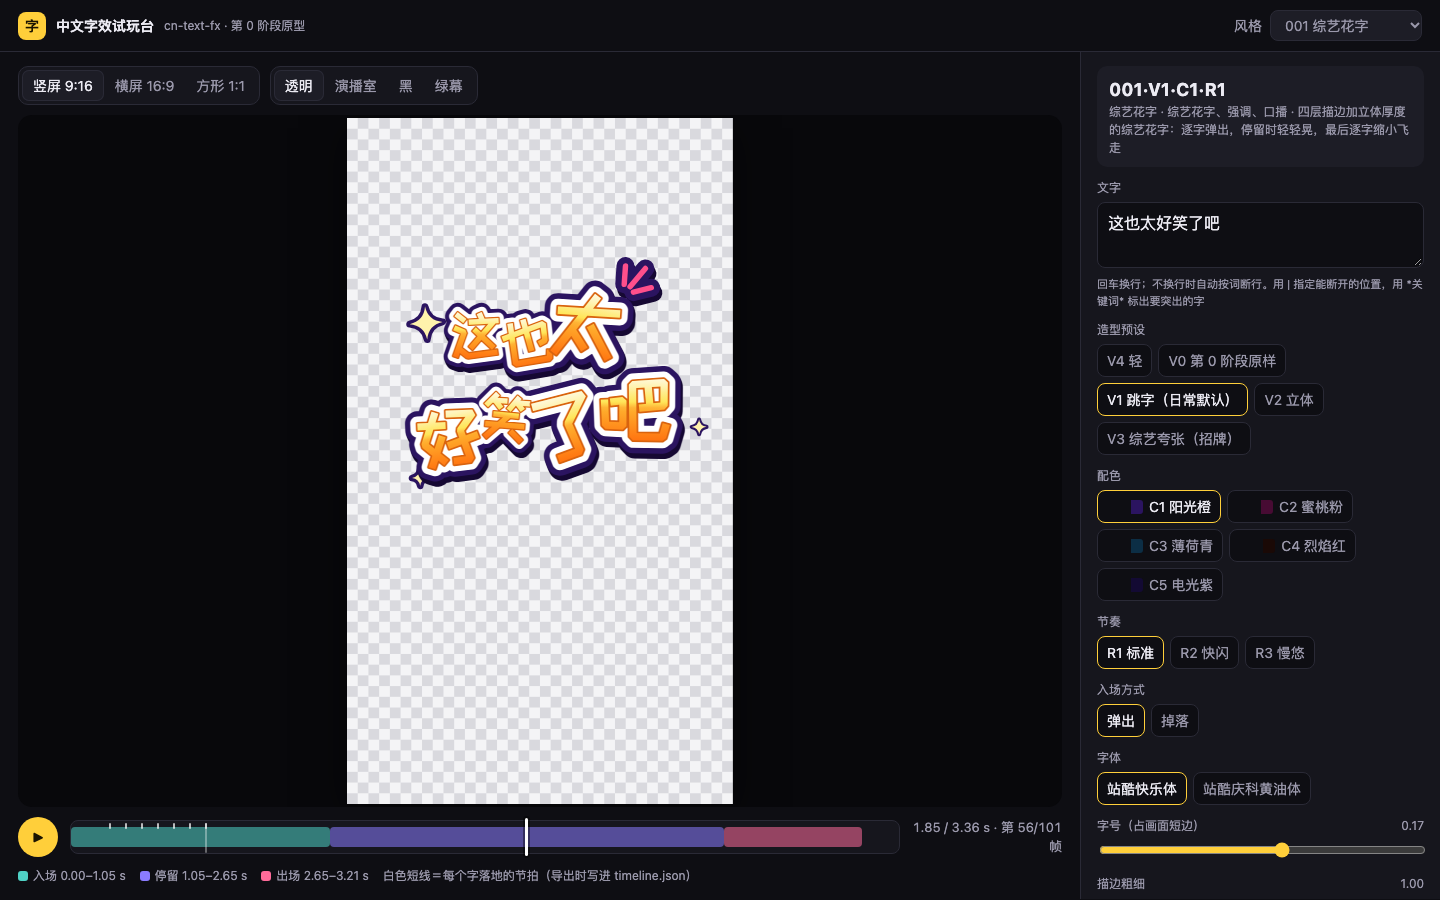 字 中文字效试玩台 cn-text-fx · 第 0 阶段原型
风格 001 综艺花字
竖屏 9:16 横屏 16:9 方形 1:1 透明 演播室 黑 绿幕
这也太
好笑了吧
1.85 / 3.36 s · 第 56/101
帧
入场 0.00–1.05 s 停留 1.05–2.65 s 出场 2.65–3.21 s 白色短线=每个字落地的节拍（导出时写进 timeline.json）
001·V1·C1·R1
综艺花字 · 综艺花字、强调、口播 · 四层描边加立体厚度
的综艺花字：逐字弹出，停留时轻轻晃，最后逐字缩小飞
走
文字
这也太好笑了吧
回车换行；不换行时自动按词断行。用 | 指定能断开的位置，用 *关
键词* 标出要突出的字
造型预设
V4 轻 V0 第 0 阶段原样
V1 跳字（日常默认） V2 立体
V3 综艺夸张（招牌）
配色
C1 阳光橙 C2 蜜桃粉
C3 薄荷青 C4 烈焰红
C5 电光紫
节奏
R1 标准 R2 快闪 R3 慢悠
入场方式
弹出 掉落
字体
站酷快乐体 站酷庆科黄油体
字号（占画面短边） 0.17
描边粗细 1.00